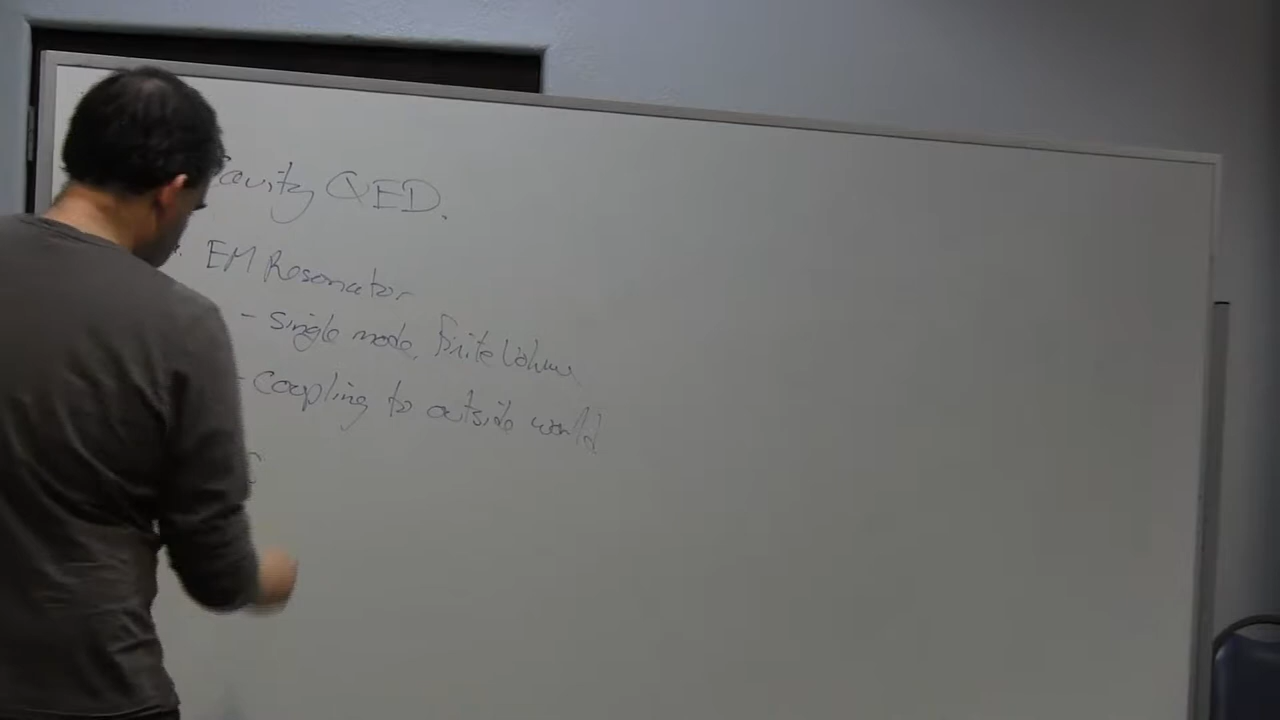 Cavity QED.
EM Resonator
- Single mode, finite Volume
- coupling to outside world